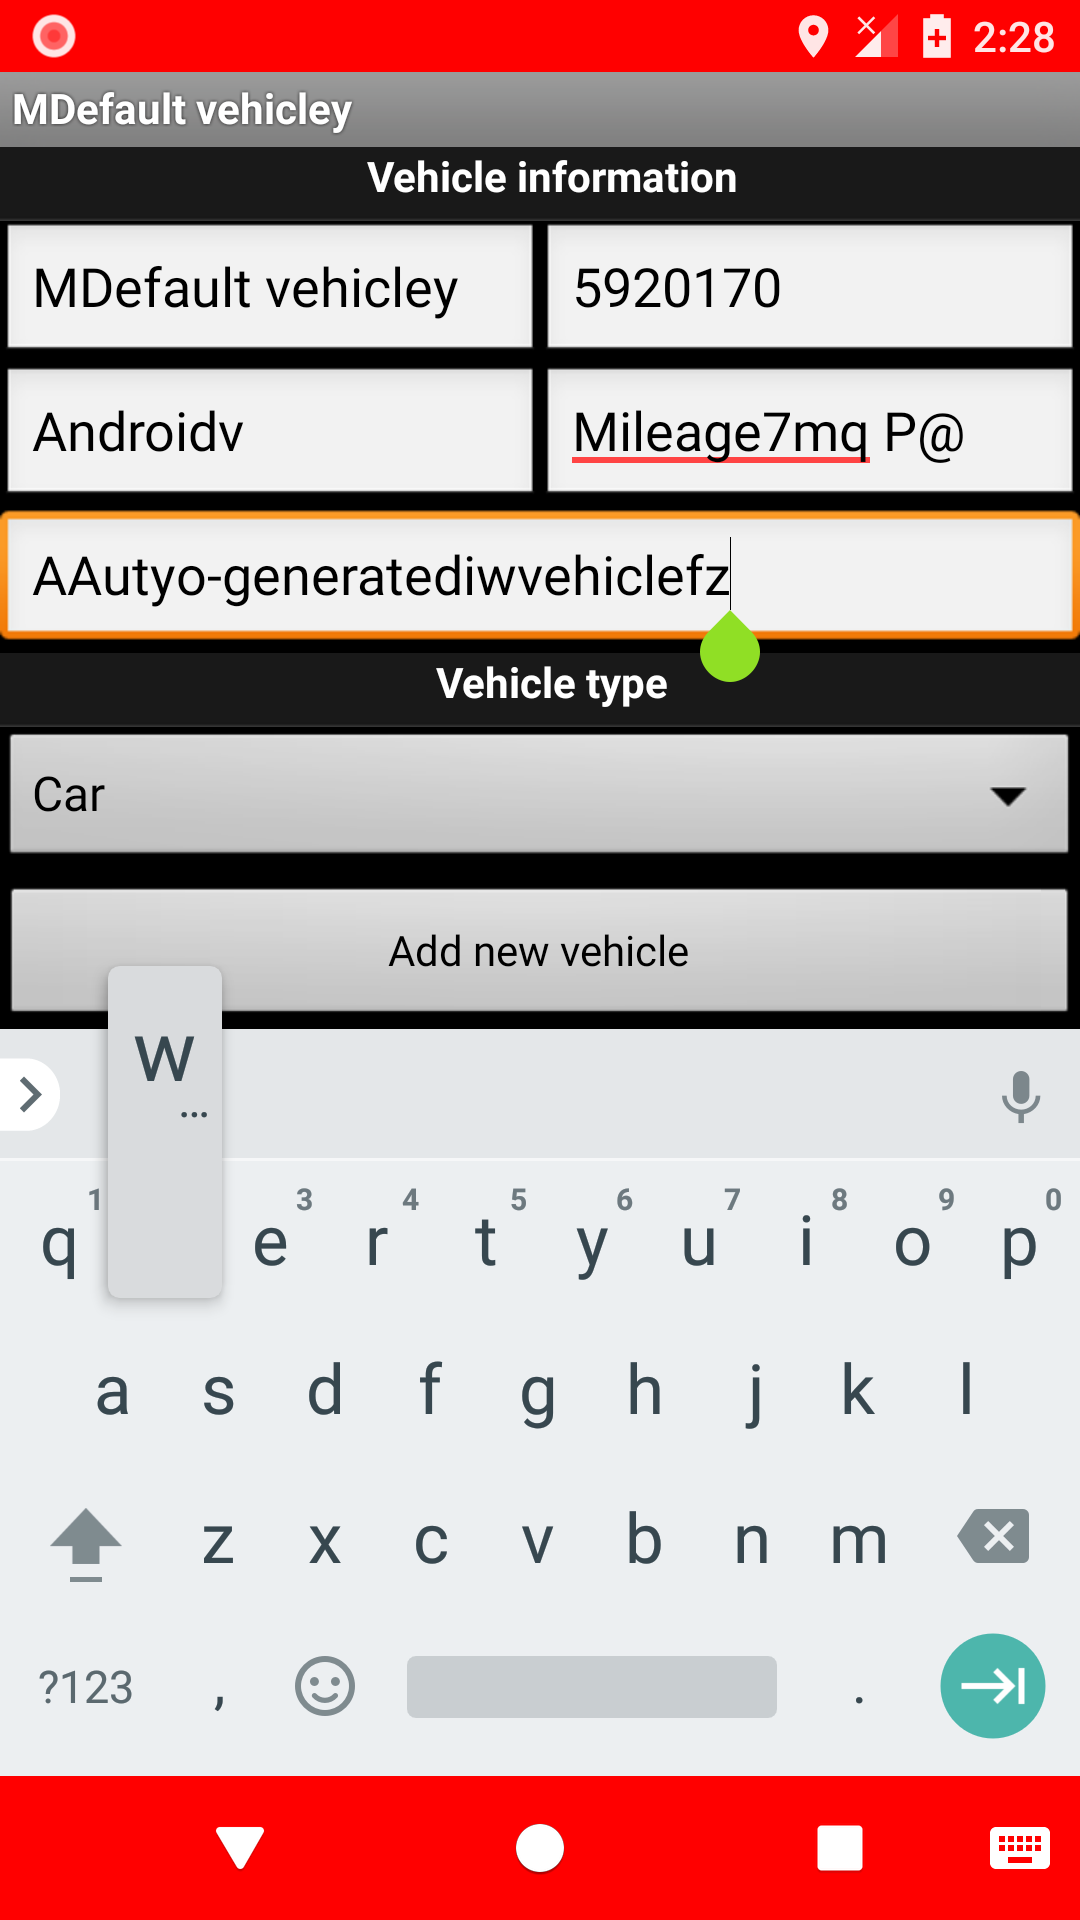 2:28
MDefault vehicley
Vehicle information
MDefault vehicley 5920170
Androidv Mileage7mq P@
AAutyo-generatediwvehiclefz
Vehicle type
Car
Add new vehicle
w
...
1 3 4 5 6 7 8 9 0
q e r t y u i o p
a s d f g h j k l
z x c v b n m
?123 , .